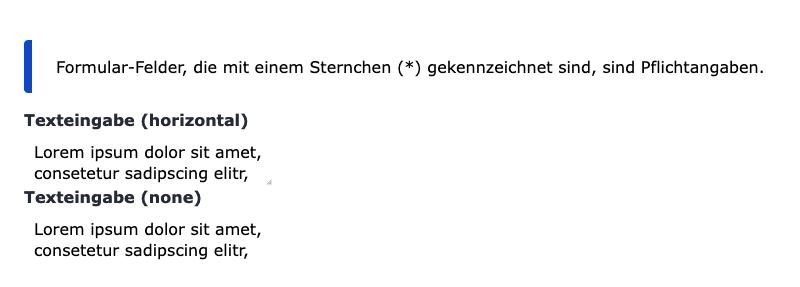 Formular-Felder, die mit einem Sternchen (*) gekennzeichnet sind, sind Pflichtangaben.
Texteingabe (horizontal)
Lorem ipsum dolor sit amet,
consetetur sadipscing elitr,
Texteingabe (none)
Lorem ipsum dolor sit amet,
consetetur sadipscing elitr,